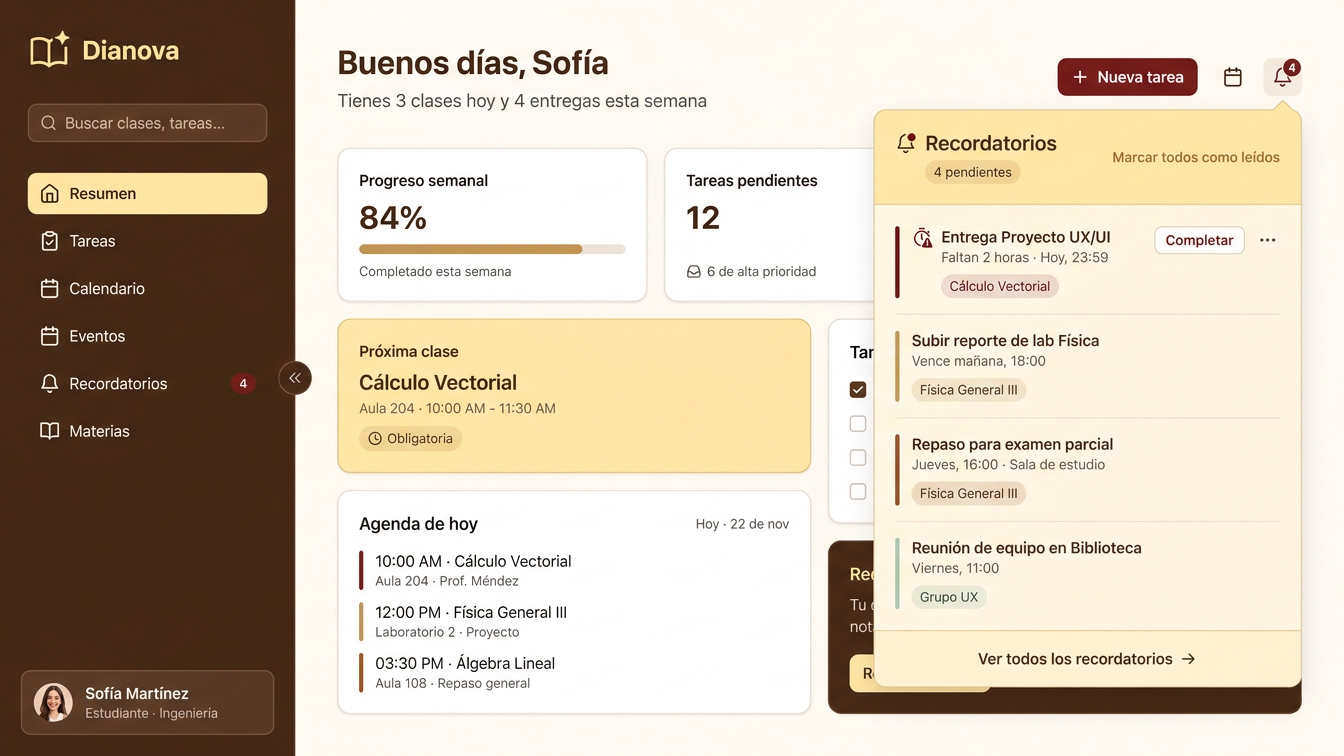 Dianova
Buscar clases, tareas...
Resumen
Tareas
Calendario
Eventos
Recordatorios 4
Materias
Sofía Martínez
Estudiante · Ingeniería
Buenos días, Sofía
Tienes 3 clases hoy y 4 entregas esta semana
+ Nueva tarea
4
Progreso semanal
84%
Completado esta semana
Tareas pendientes
12
6 de alta prioridad
Próxima clase
Cálculo Vectorial
Aula 204 · 10:00 AM - 11:30 AM
Obligatoria
Agenda de hoy
Hoy · 22 de nov
10:00 AM · Cálculo Vectorial
Aula 204 · Prof. Méndez
12:00 PM · Física General III
Laboratorio 2 · Proyecto
03:30 PM · Álgebra Lineal
Aula 108 · Repaso general
Tu
Recordatorios
4 pendientes
Marcar todos como leídos
Entrega Proyecto UX/UI
Faltan 2 horas · Hoy, 23:59
Cálculo Vectorial
Completar
Subir reporte de lab Física
Vence mañana, 18:00
Física General III
Repaso para examen parcial
Jueves, 16:00 · Sala de estudio
Física General III
Reunión de equipo en Biblioteca
Viernes, 11:00
Grupo UX
Ver todos los recordatorios →